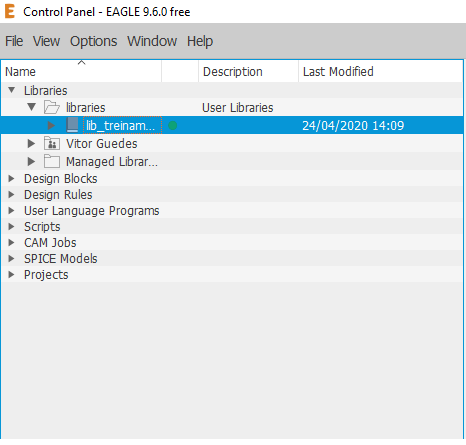 Control Panel - EAGLE 9.6.0 free
File View Options Window Help
Name Description Last Modified
Libraries
libraries User Libraries
lib_treinam... 24/04/2020 14:09
Vitor Guedes
Managed Librar...
Design Blocks
Design Rules
User Language Programs
Scripts
CAM Jobs
SPICE Models
Projects